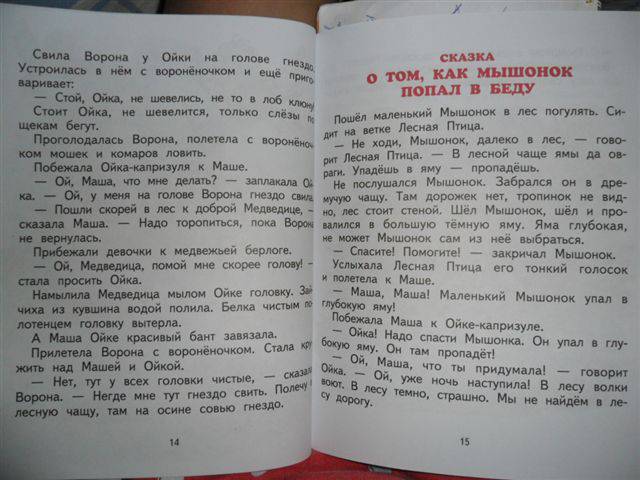 Свила Ворона у Ойки на голове гнездо.
Устроилась в нём с воронёночком и ещё приго-
варивает:
— Стой, Ойка, не шевелись, не то в лоб клюну!
Стоит Ойка, не шевелится, только слёзы по
щекам бегут.
Проголодалась Ворона, полетела с воронёноч-
ком мошек и комаров ловить.
Побежала Ойка-капризуля к Маше.
— Ой, Маша, что мне делать? — заплакала Ой-
ка. — Ой, у меня на голове Ворона гнездо свила.
— Пошли скорей в лес к доброй Медведице, —
сказала Маша. — Надо торопиться, пока Ворона
не вернулась.
Прибежали девочки к медвежьей берлоге.
— Ой, Медведица, помой мне скорее голову! —
стала просить Ойка.
Намылила Медведица мылом Ойке головку. Зай-
чиха из кувшина водой полила. Белка чистым по-
лотенцем головку вытерла.
А Маша Ойке красивый бант завязала.
Прилетела Ворона с воронёночком. Стала кру-
жить над Машей и Ойкой.
— Нет, тут у всех головки чистые, — сказала
Ворона. — Негде мне тут гнездо свить. Полечу в
лесную чащу, там на осине совью гнездо.
14
СКАЗКА
О ТОМ, КАК МЫШОНОК
ПОПАЛ В БЕДУ
Пошёл маленький Мышонок в лес погулять. Си-
дит на ветке Лесная Птица.
— Не ходи, Мышонок, далеко в лес, — гово-
рит Лесная Птица. — В лесной чаще ямы да ов-
раги. Упадёшь в яму — пропадёшь.
Не послушался Мышонок. Забрался он в дре-
мучую чащу. Там дорожек нет, тропинок не вид-
но, лес стоит стеной. Шёл Мышонок, шёл и про-
валился в большую тёмную яму. Яма глубокая,
не может Мышонок сам из неё выбраться.
— Спасите! Помогите! — закричал Мышонок.
Услыхала Лесная Птица его тонкий голосок
и полетела к Маше.
— Маша, Маша! Маленький Мышонок упал в
глубокую яму!
Побежала Маша к Ойке-капризуле.
— Ойка! Надо спасти Мышонка. Он упал в глу-
бокую яму. Он там пропадёт!
— Ой, Маша, что ты придумала! — говорит
Ойка. — Ой, уже ночь наступила! В лесу волки
воют. В лесу темно, страшно. Мы не найдём в ле-
су дорогу.
15